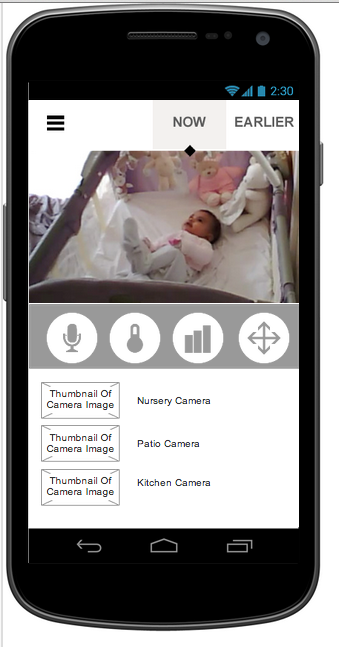 2:30
NOW
EARLIER
Thumbnail Of
Camera Image
Nursery Camera
Thumbnail Of
Camera Image
Patio Camera
Thumbnail Of
Camera Image
Kitchen Camera